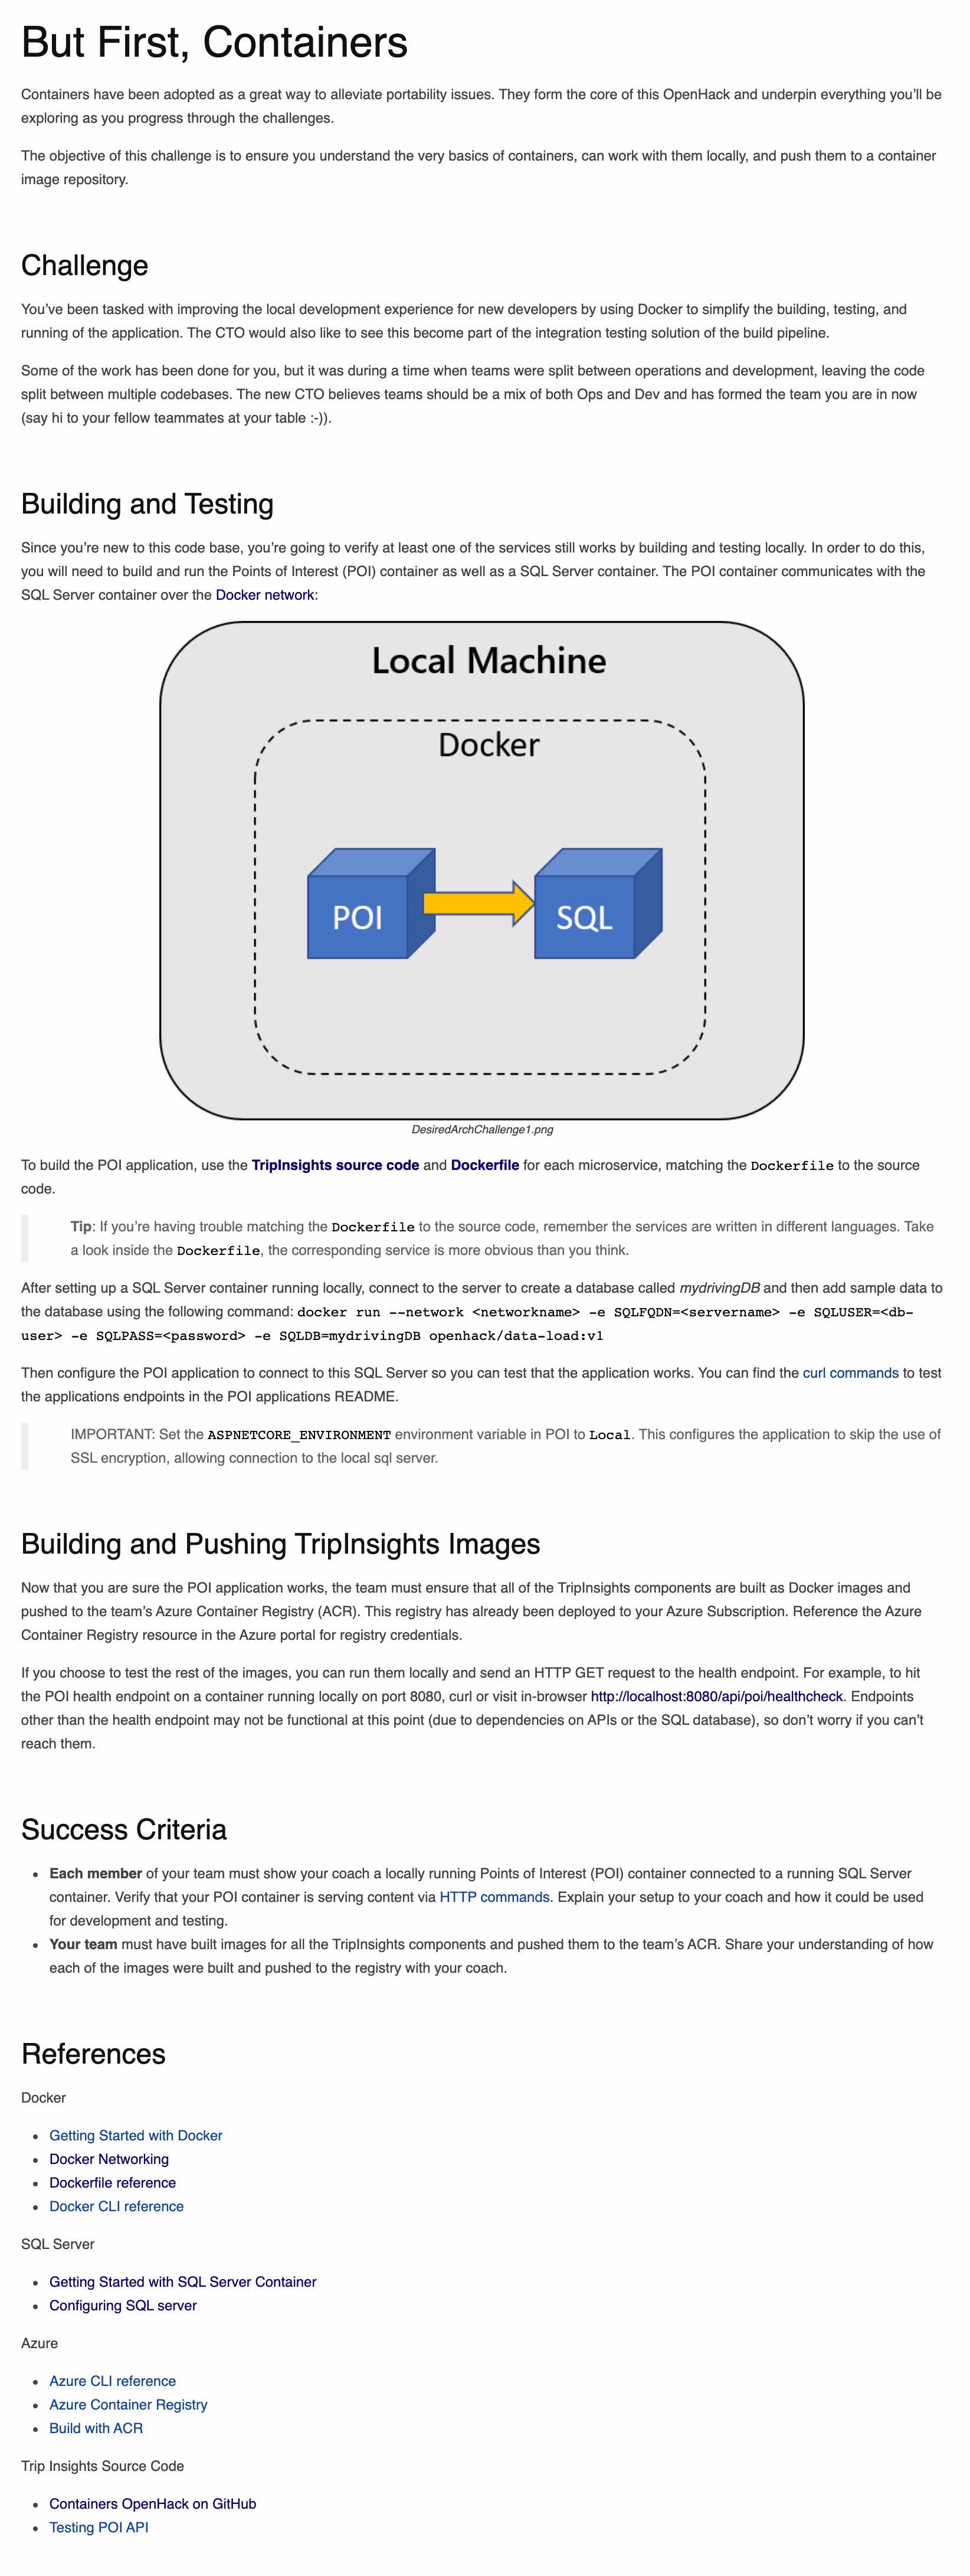 But First, Containers
Containers have been adopted as a great way to alleviate portability issues. They form the core of this OpenHack and underpin everything you’ll be
exploring as you progress through the challenges.
The objective of this challenge is to ensure you understand the very basics of containers, can work with them locally, and push them to a container
image repository.
Challenge
You’ve been tasked with improving the local development experience for new developers by using Docker to simplify the building, testing, and
running of the application. The CTO would also like to see this become part of the integration testing solution of the build pipeline.
Some of the work has been done for you, but it was during a time when teams were split between operations and development, leaving the code
split between multiple codebases. The new CTO believes teams should be a mix of both Ops and Dev and has formed the team you are in now
(say hi to your fellow teammates at your table :-)).
Building and Testing
Since you’re new to this code base, you’re going to verify at least one of the services still works by building and testing locally. In order to do this,
you will need to build and run the Points of Interest (POI) container as well as a SQL Server container. The POI container communicates with the
SQL Server container over the Docker network:
Local Machine
Docker
POI
SQL
DesiredArchChallenge1.png
To build the POI application, use the TripInsights source code and Dockerfile for each microservice, matching the Dockerfile to the source
code.
Tip: If you’re having trouble matching the Dockerfile to the source code, remember the services are written in different languages. Take
a look inside the Dockerfile, the corresponding service is more obvious than you think.
After setting up a SQL Server container running locally, connect to the server to create a database called mydrivingDB and then add sample data to
the database using the following command: docker run --network <networkname> -e SQLFQDN=<servername> -e SQLUSER=<db-
user> -e SQLPASS=<password> -e SQLDB=mydrivingDB openhack/data-load:v1
Then configure the POI application to connect to this SQL Server so you can test that the application works. You can find the curl commands to test
the applications endpoints in the POI applications README.
IMPORTANT: Set the ASPNETCORE_ENVIRONMENT environment variable in POI to Local. This configures the application to skip the use of
SSL encryption, allowing connection to the local sql server.
Building and Pushing TripInsights Images
Now that you are sure the POI application works, the team must ensure that all of the TripInsights components are built as Docker images and
pushed to the team’s Azure Container Registry (ACR). This registry has already been deployed to your Azure Subscription. Reference the Azure
Container Registry resource in the Azure portal for registry credentials.
If you choose to test the rest of the images, you can run them locally and send an HTTP GET request to the health endpoint. For example, to hit
the POI health endpoint on a container running locally on port 8080, curl or visit in-browser http://localhost:8080/api/poi/healthcheck. Endpoints
other than the health endpoint may not be functional at this point (due to dependencies on APIs or the SQL database), so don’t worry if you can’t
reach them.
Success Criteria
• Each member of your team must show your coach a locally running Points of Interest (POI) container connected to a running SQL Server
container. Verify that your POI container is serving content via HTTP commands. Explain your setup to your coach and how it could be used
for development and testing.
• Your team must have built images for all the TripInsights components and pushed them to the team’s ACR. Share your understanding of how
each of the images were built and pushed to the registry with your coach.
References
Docker
• Getting Started with Docker
• Docker Networking
• Dockerfile reference
• Docker CLI reference
SQL Server
• Getting Started with SQL Server Container
• Configuring SQL server
Azure
• Azure CLI reference
• Azure Container Registry
• Build with ACR
Trip Insights Source Code
• Containers OpenHack on GitHub
• Testing POI API